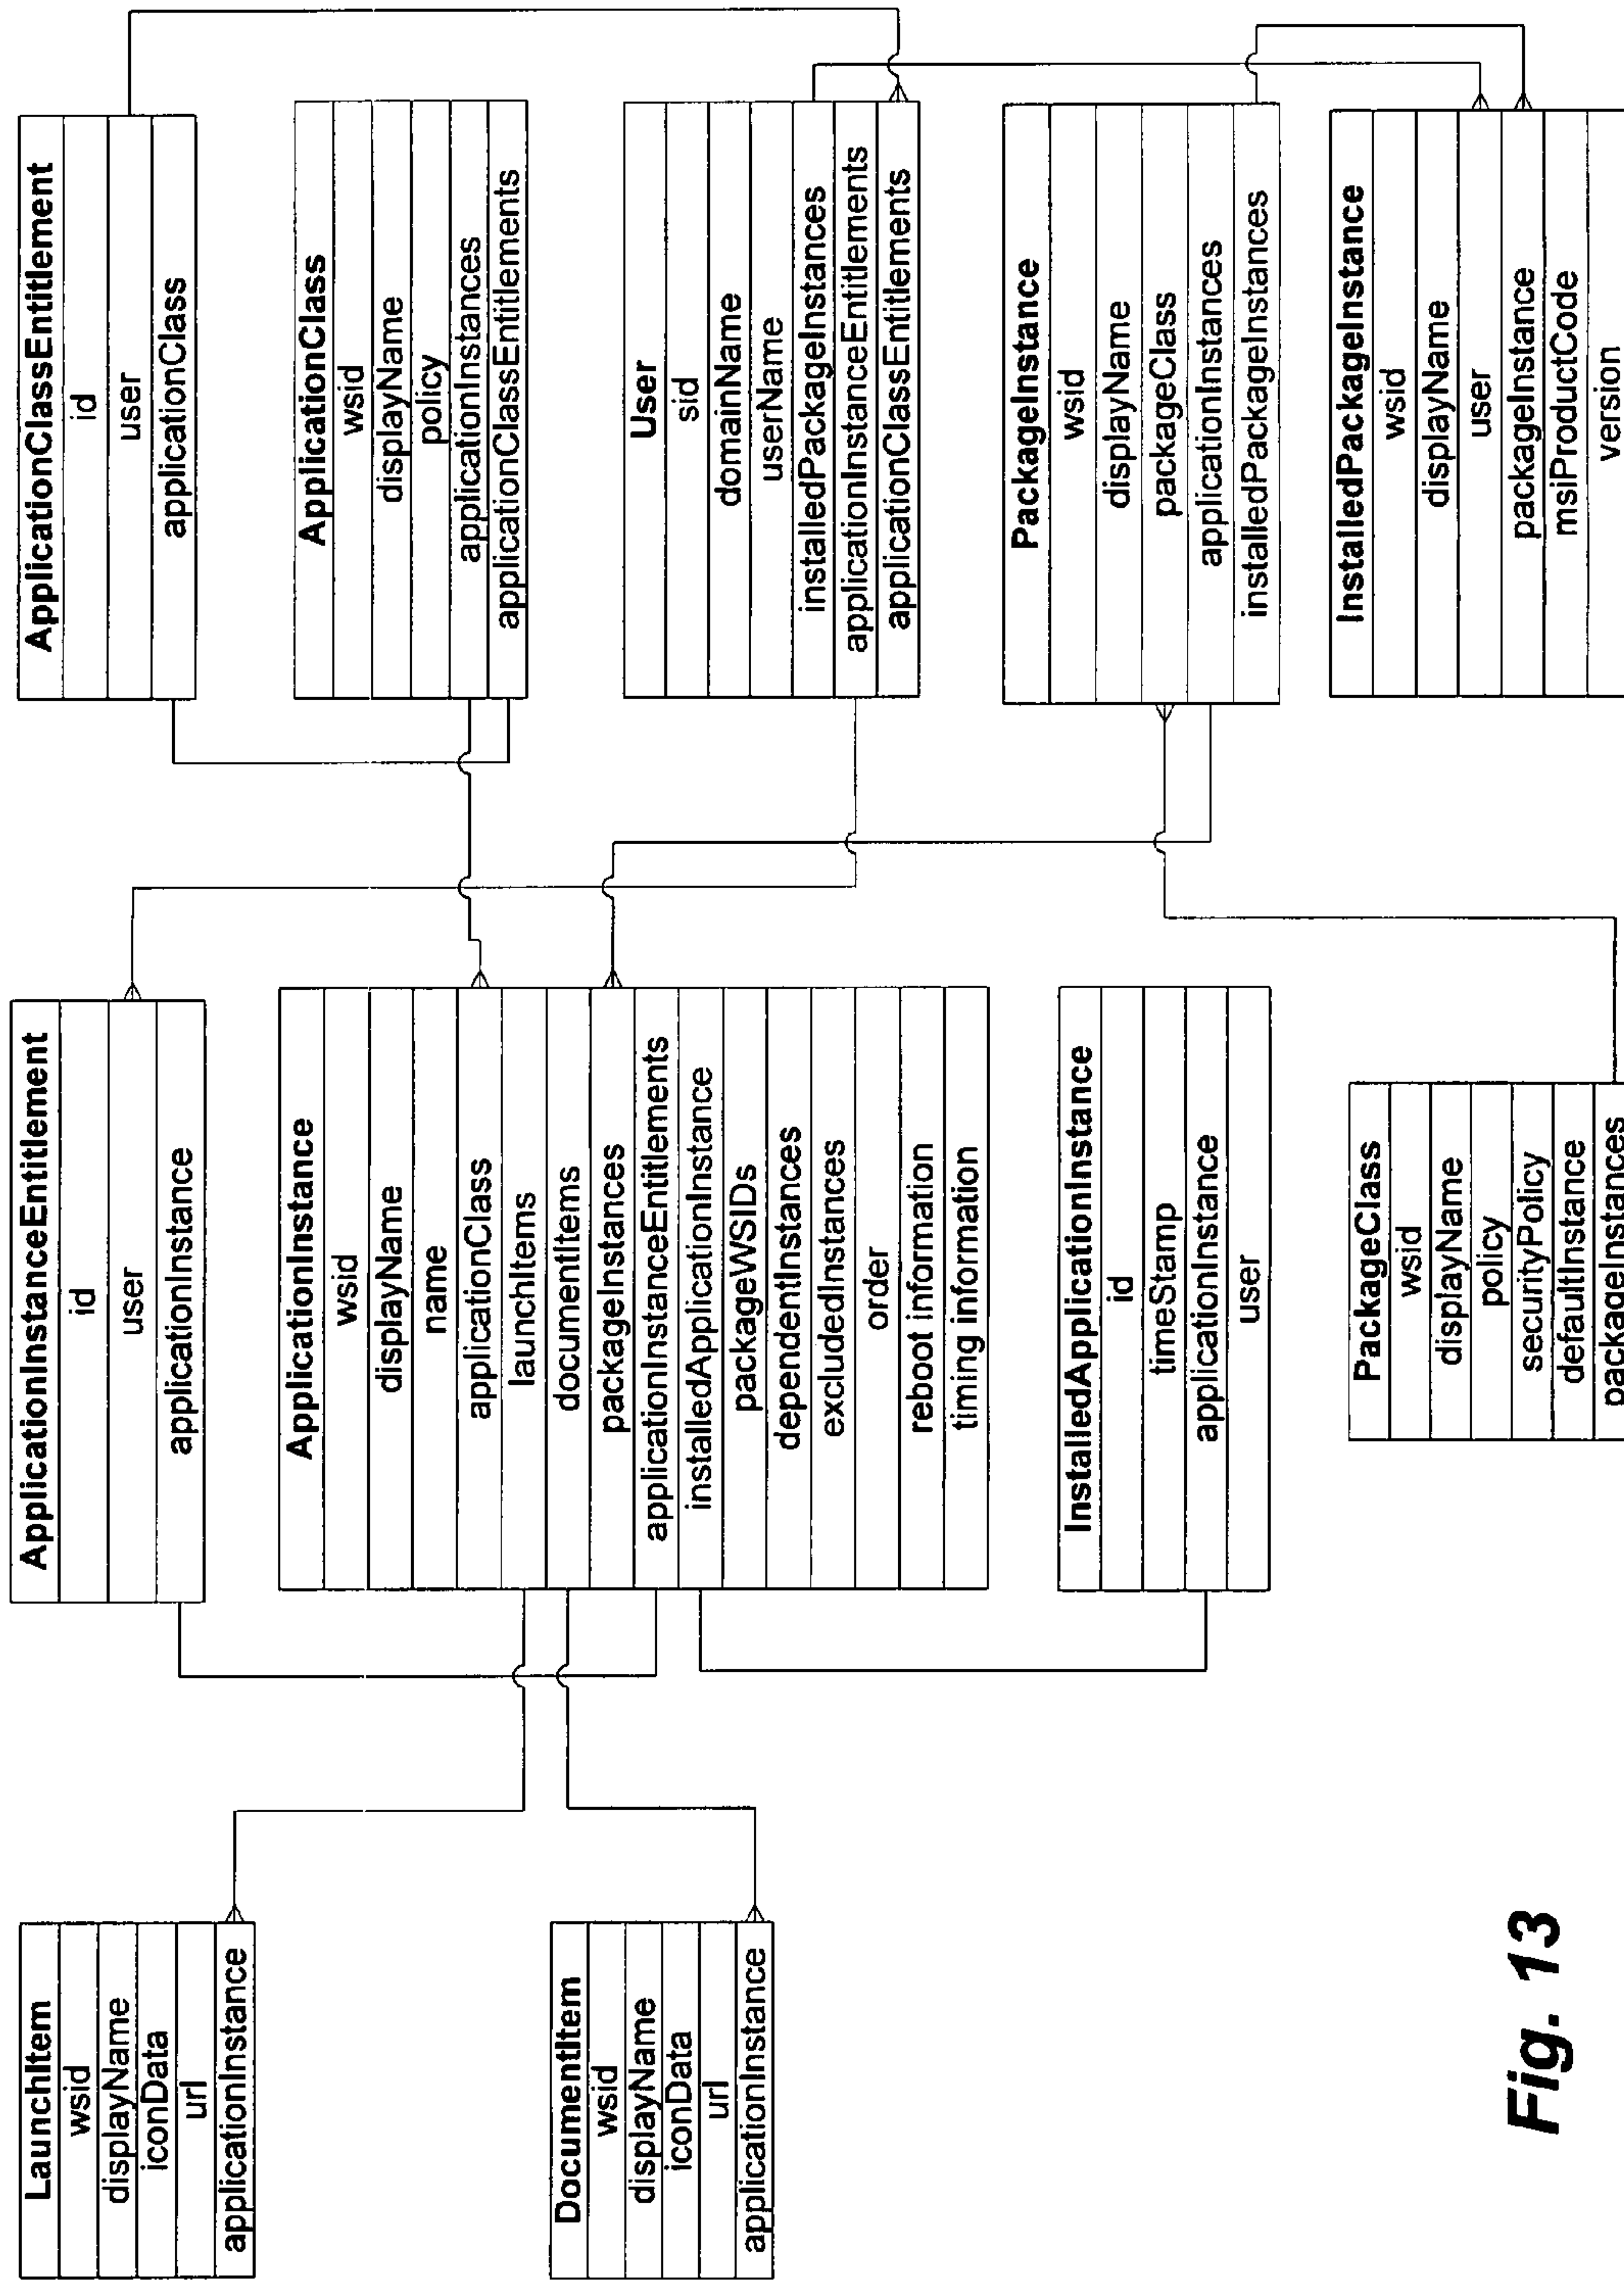 LaunchItem
wsid
displayName
iconData
url
applicationInstance
DocumentItem
wsid
displayName
iconData
url
applicationInstance
ApplicationInstanceEntitlement
id
user
applicationInstance
ApplicationInstance
wsid
displayName
name
applicationClass
launchItems
documentItems
packageInstances
applicationInstanceEntitlements
installedApplicationInstance
packageWSIDs
dependentInstances
excludedInstances
order
reboot information
timing information
InstalledApplicationInstance
id
timeStamp
applicationInstance
user
PackageClass
wsid
displayName
policy
securityPolicy
defaultInstance
packageInstances
ApplicationClassEntitlement
id
user
applicationClass
ApplicationClass
wsid
displayName
policy
applicationInstances
applicationClassEntitlements
User
sid
domainName
userName
installedPackageInstances
applicationInstanceEntitlements
applicationClassEntitlements
PackageInstance
wsid
displayName
packageClass
applicationInstances
installedPackageInstances
InstalledPackageInstance
wsid
displayName
user
packageInstance
msiProductCode
version
Fig. 13